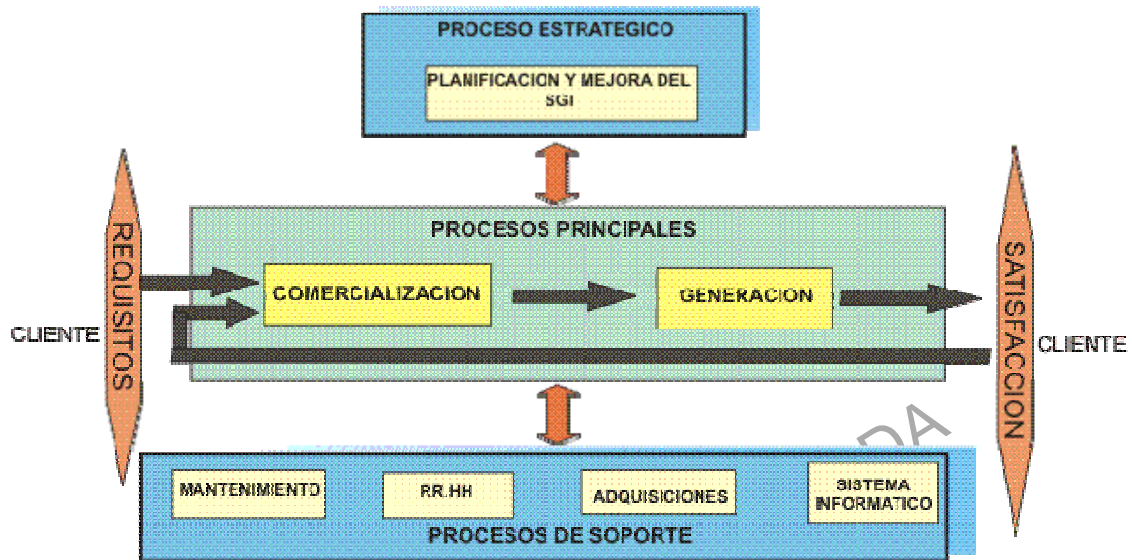 PROCESO ESTRATEGICO
PLANIFICACION Y MEJORA DEL
SGI
REQUISITOS
CLIENTE
PROCESOS PRINCIPALES
COMERCIALIZACION
GENERACION
SATISFACCION
CLIENTE
DA
MANTENIMIENTO
RR.HH
ADQUISICIONES
SISTEMA
INFORMATICO
PROCESOS DE SOPORTE